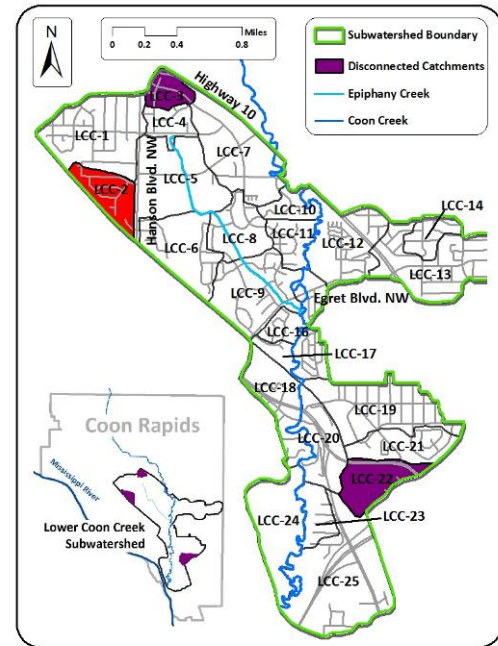 N
Miles
0 0.2 0.4 0.8
Subwatershed Boundary
Disconnected Catchments
Epiphany Creek
Coon Creek
Highway 10
LCC-3
LCC-4
LCC-1
LCC-7
Hanson Blvd. NW
LCC-2
LCC-5
LCC-10
LCC-14
LCC-11
LCC-12
LCC-6
LCC-8
LCC-13
LCC-9
Egret Blvd. NW
LCC-16
LCC-17
LCC-18
LCC-19
LCC-20
LCC-21
LCC-22
LCC-24
LCC-23
LCC-25
Coon Rapids
Mississippi River
Lower Coon Creek
Subwatershed